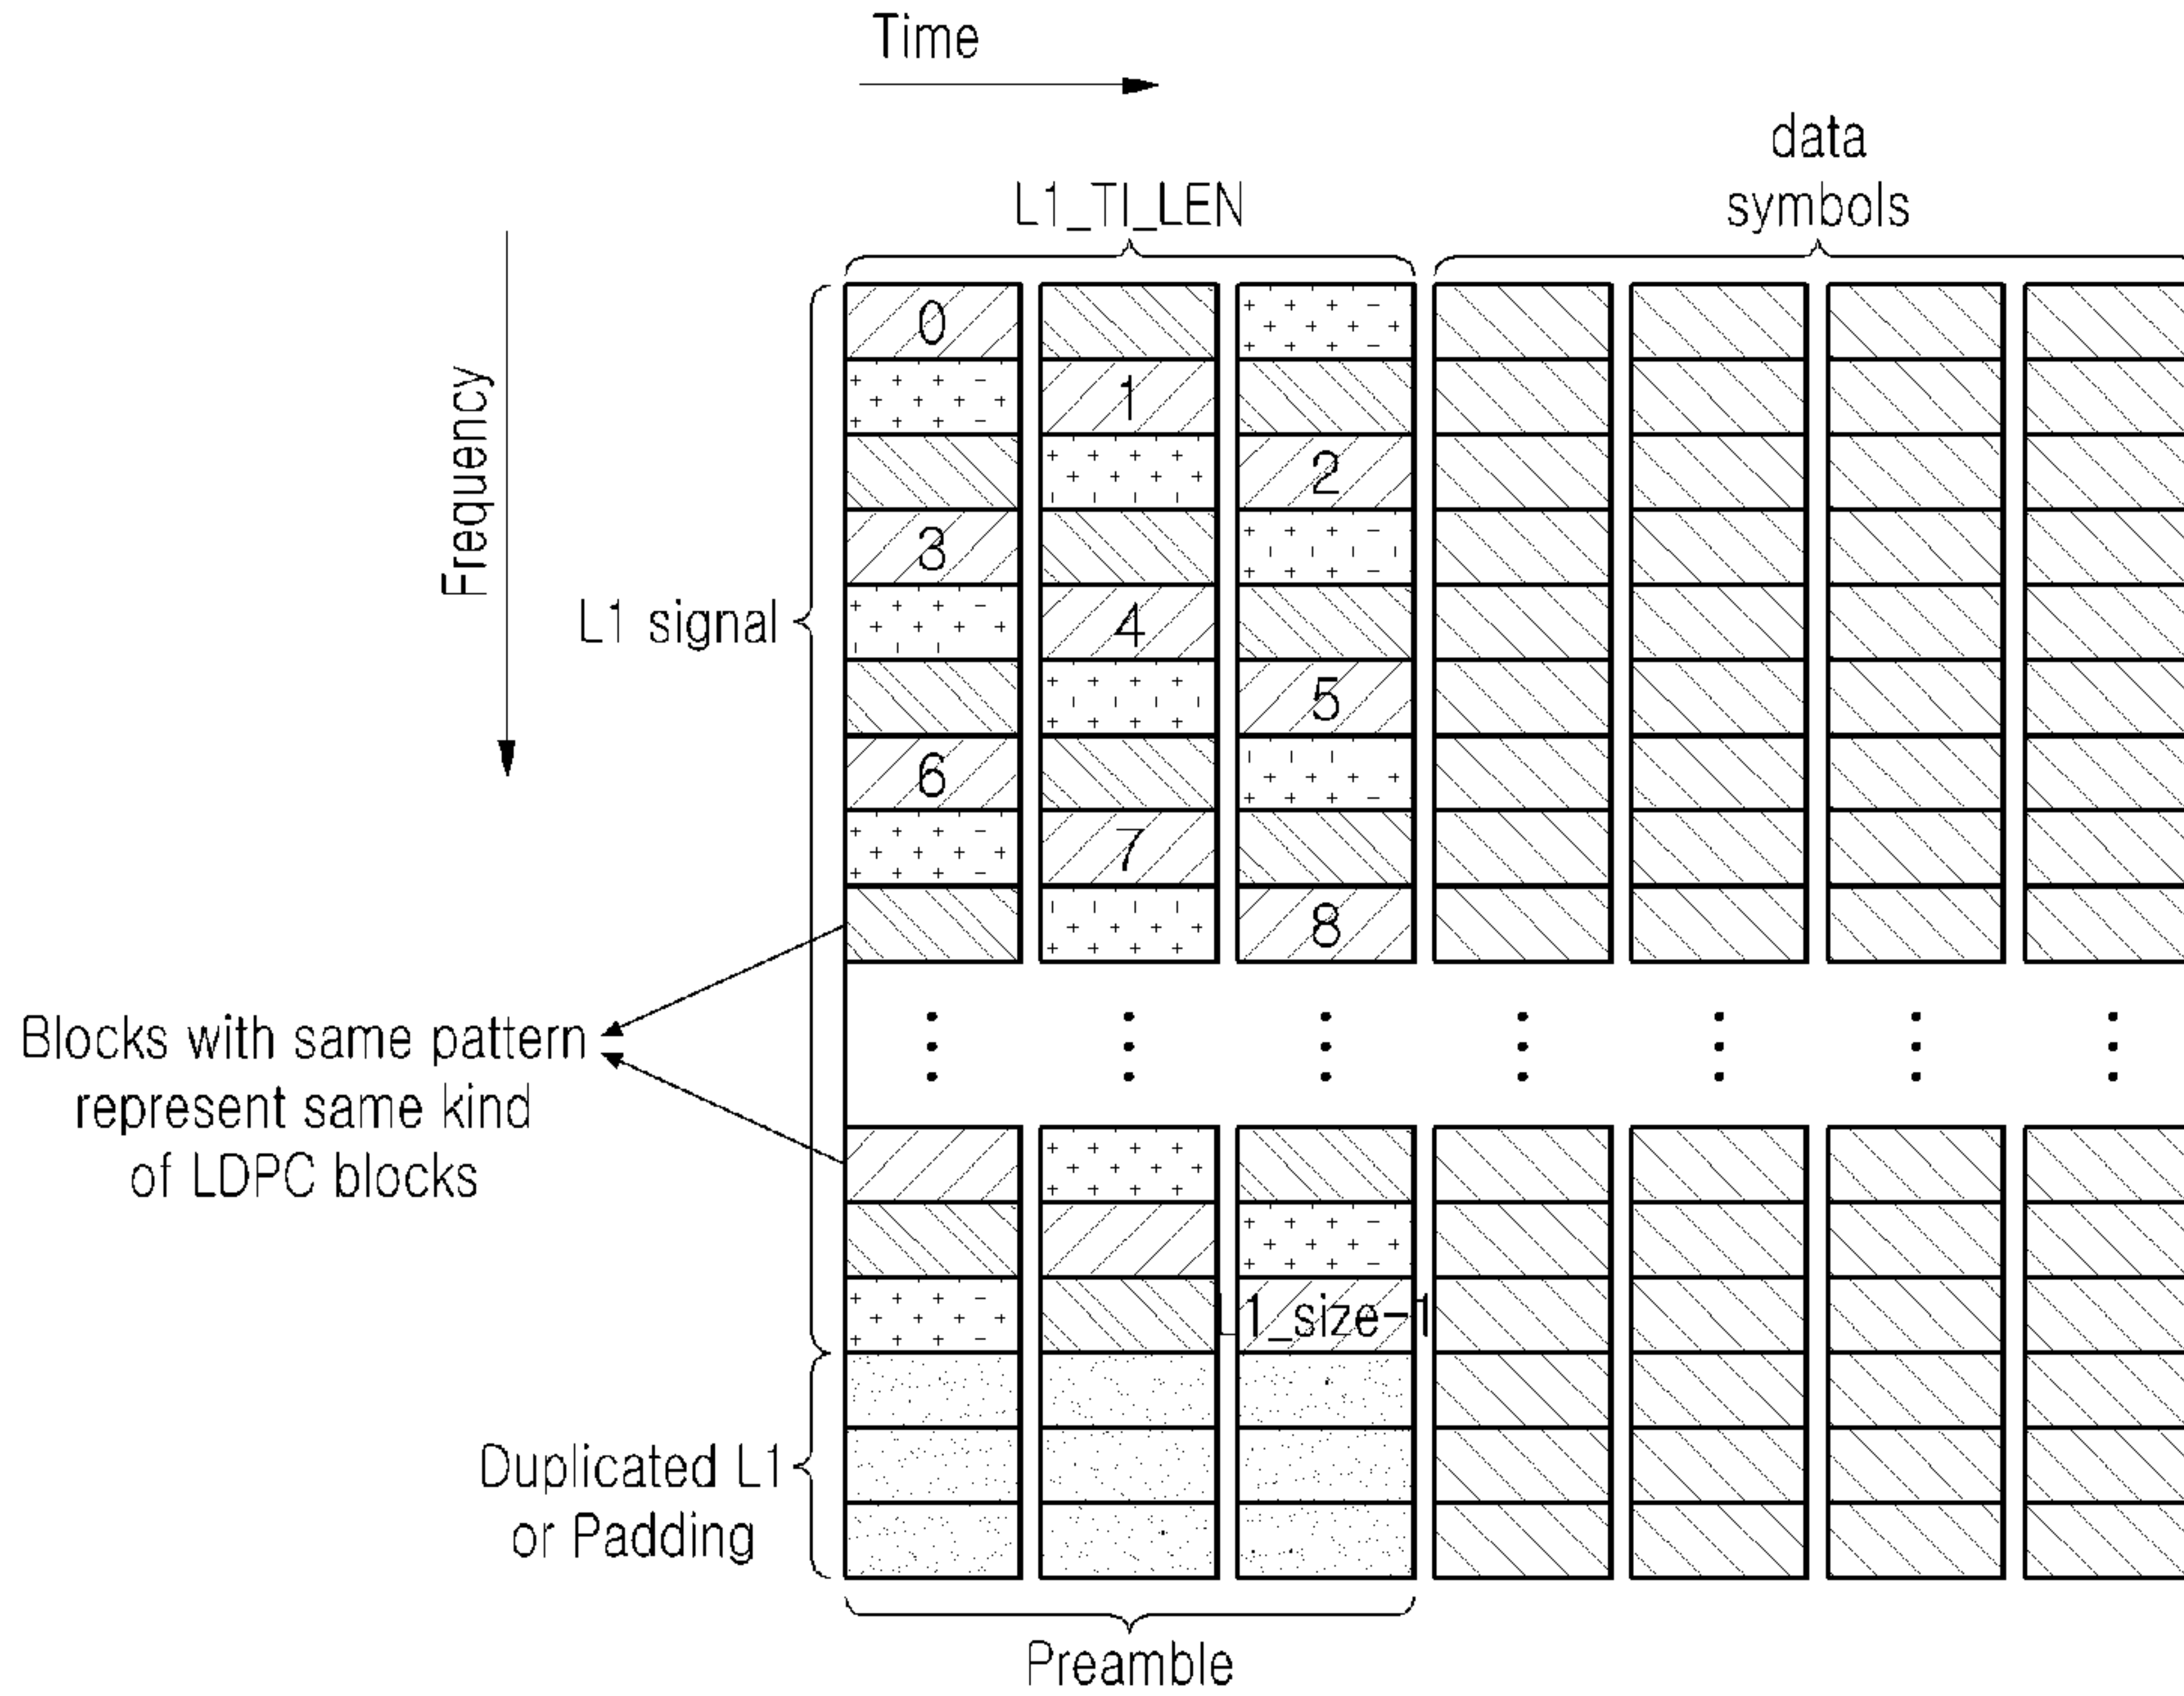 Time
data
symbols
L1_TI_LEN
Frequency
0
1
2
3
L1 signal
4
5
6
7
8
Blocks with same pattern
represent same kind
of LDPC blocks
L1_size-1
Duplicated L1
or Padding
Preamble